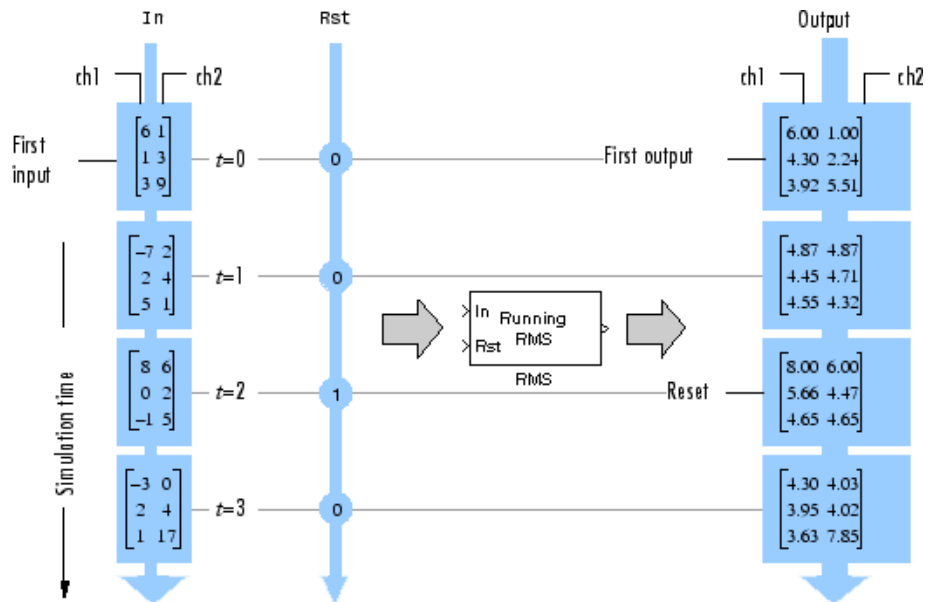 In Rst Output
ch1 ch2 ch1 ch2
First input
6 1
1 3
3 9
t=0 0 First output
6.00 1.00
4.30 2.24
3.92 5.51
-7 2
2 4
5 1
t=1 0
4.87 4.87
4.45 4.71
4.55 4.32
In Running
Rst RMS
RMS
Simulation time
8 6
0 2
-1 5
t=2 1 Reset
8.00 6.00
5.66 4.47
4.65 4.65
-3 0
2 4
1 17
t=3 0
4.30 4.03
3.95 4.02
3.63 7.85